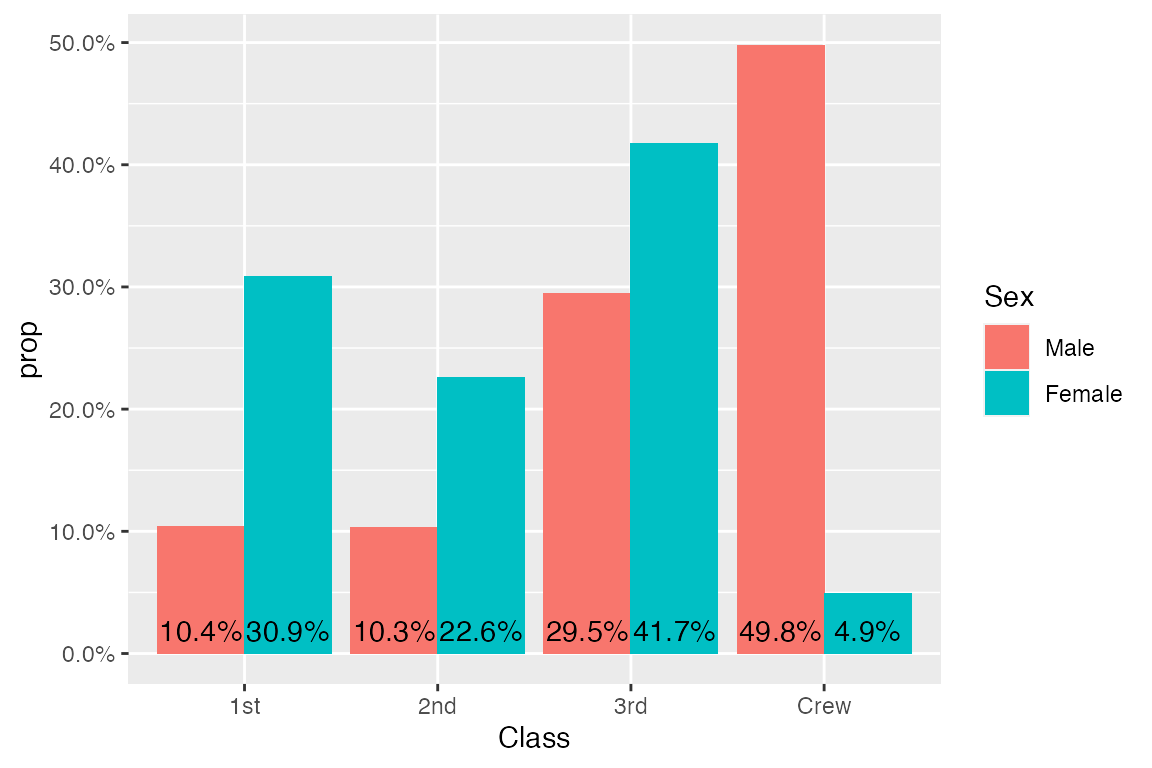 50.0%
40.0%
30.0%
20.0%
10.0%
0.0%
prop
10.4% 30.9% 10.3% 22.6% 29.5% 41.7% 49.8% 4.9%
1st 2nd 3rd Crew
Class
Sex
Male
Female